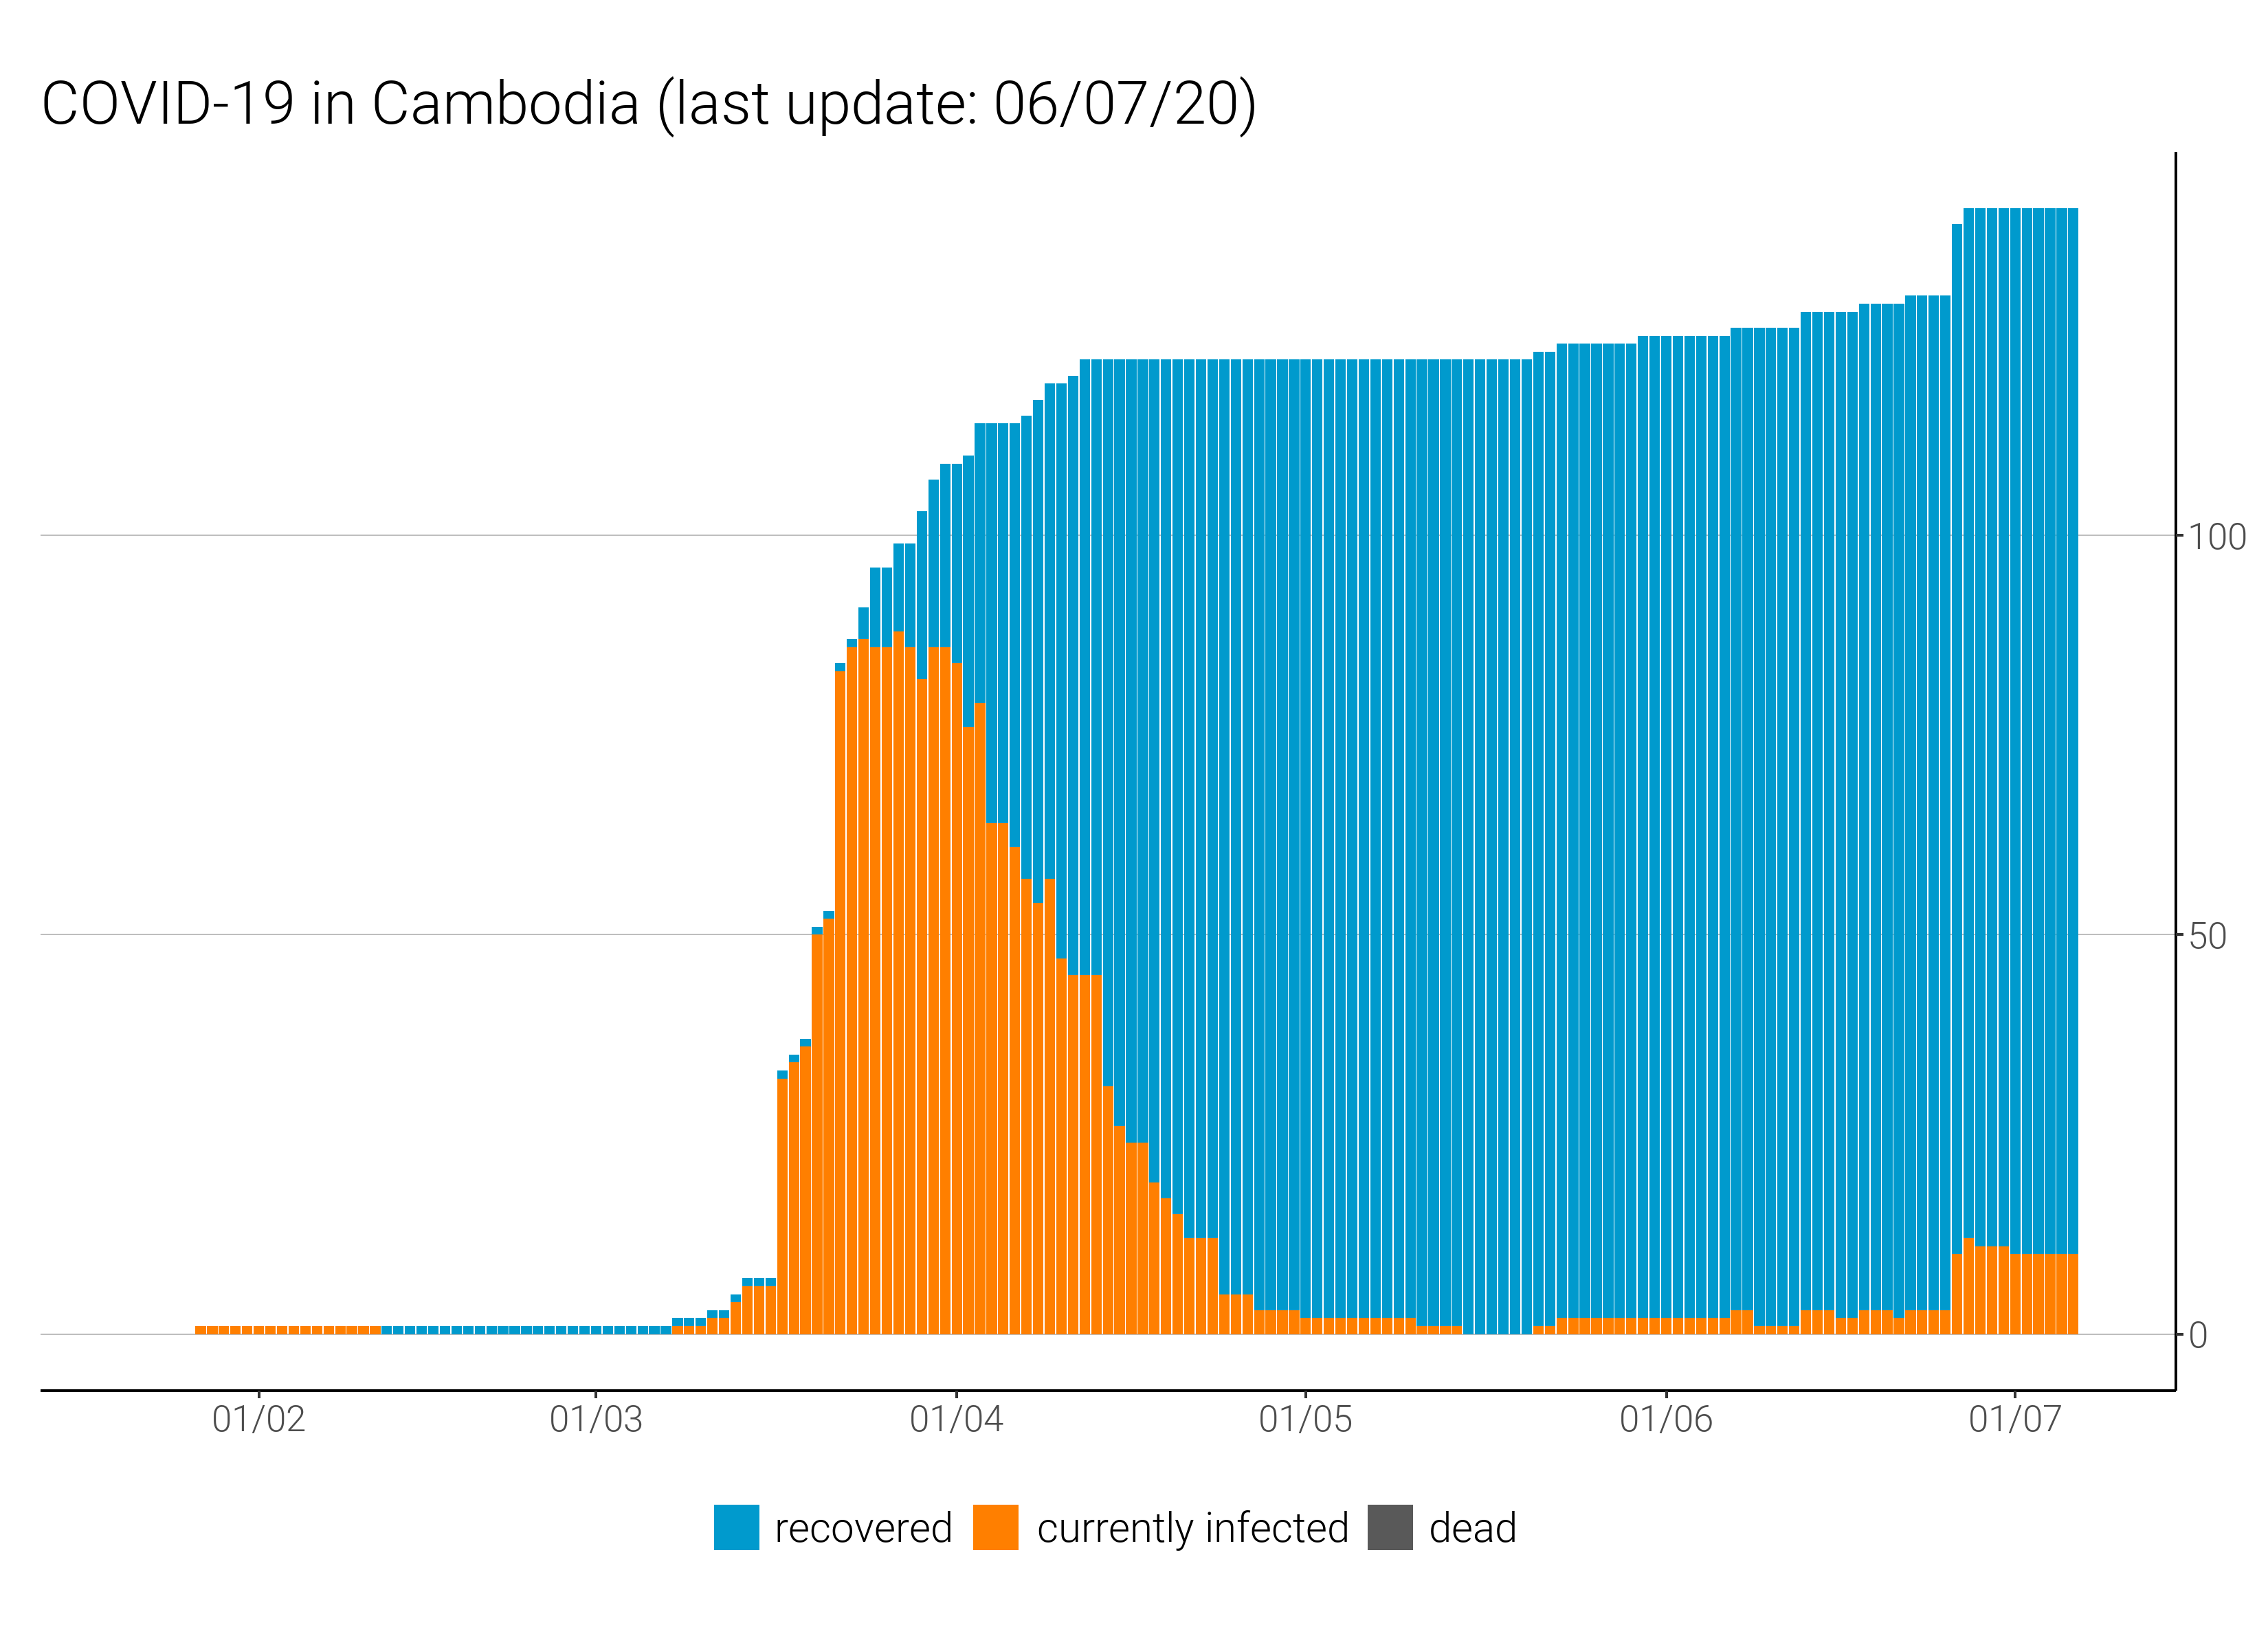 COVID-19 in Cambodia (last update: 06/07/20)
100
50
0
01/02 01/03 01/04 01/05 01/06 01/07
recovered currently infected dead